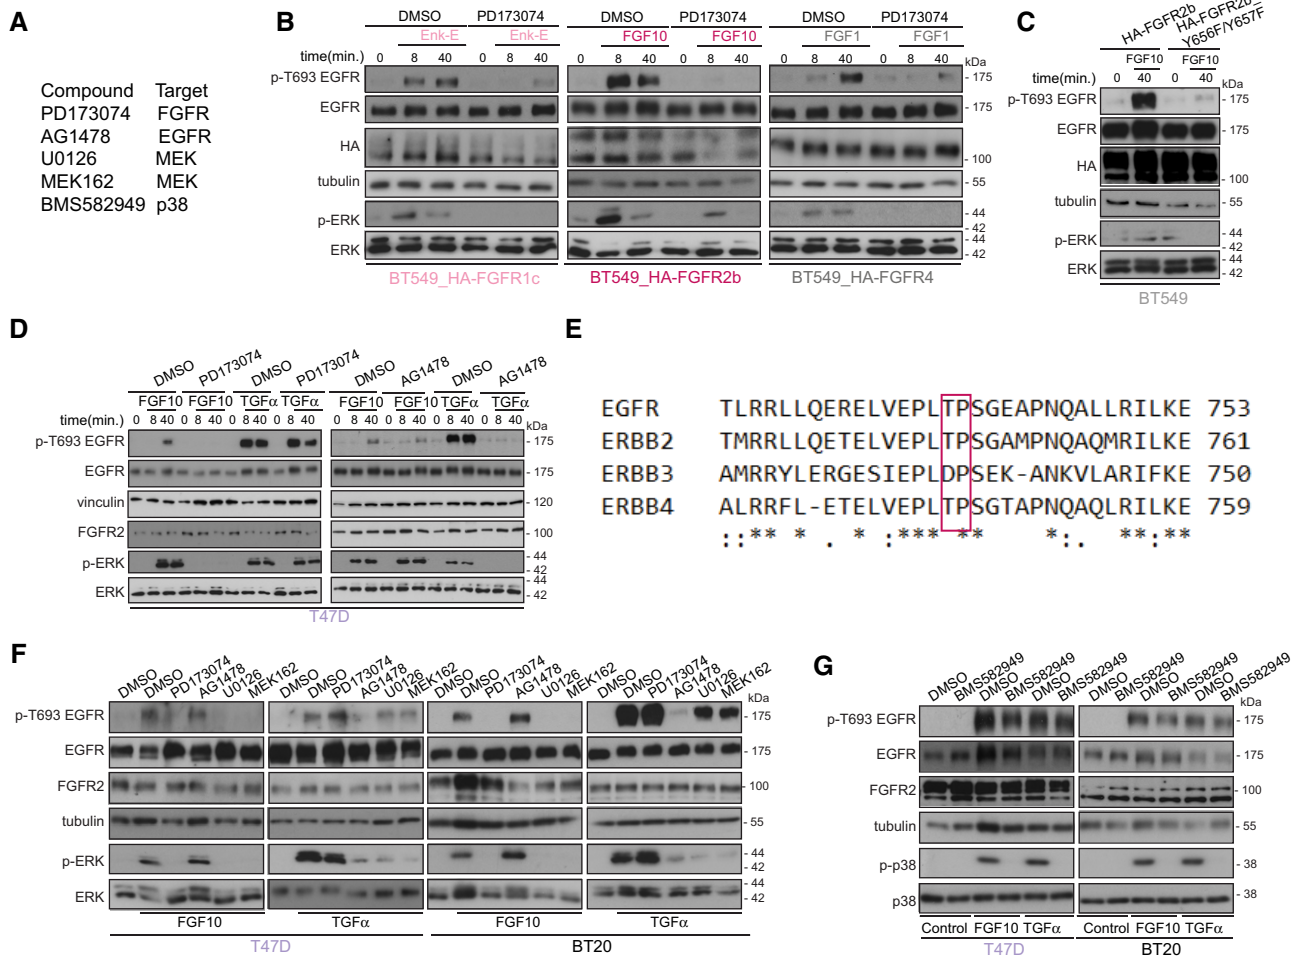 A
Compound Target
PD173074 FGFR
AG1478 EGFR
U0126 MEK
MEK162 MEK
BMS582949 p38
B
DMSO PD173074 DMSO PD173074 DMSO PD173074
Enk-E Enk-E FGF10 FGF10 FGF1 FGF1
time(min.) 0 8 40 0 8 40 0 8 40 0 8 40 0 8 40 0 8 40 kDa
p-T693 EGFR - 175
EGFR - 175
HA - 100
tubulin - 55
p-ERK - 44
- 42
ERK - 44
- 42
BT549_HA-FGFR1c BT549_HA-FGFR2b BT549_HA-FGFR4
C
HA-FGFR2b HA-FGFR2b_
Y656F/Y657F
FGF10 FGF10
time(min.) 0 40 0 40 kDa
p-T693 EGFR - 175
EGFR - 175
HA - 100
tubulin - 55
p-ERK - 44
- 42
ERK - 44
- 42
BT549
D
DMSO PD173074 DMSO PD173074 DMSO AG1478 DMSO AG1478
FGF10 FGF10 TGFα TGFα FGF10 FGF10 TGFα TGFα
time(min.) 0 8 40 0 8 40 0 8 40 0 8 40 0 8 40 0 8 40 0 8 40 0 8 40 kDa
p-T693 EGFR - 175
EGFR - 175
vinculin - 120
FGFR2 - 100
p-ERK - 44
- 42
ERK - 44
- 42
T47D
E
EGFR TLRRLLQERELVEPLTPSGEAPNQALLRILKE 753
ERBB2 TMRRLLQETELVEPLTPSGAMPNQAQMRILKE 761
ERBB3 AMRRYLERGESIEPLDPSEK-ANKVLARIFKE 750
ERBB4 ALRRFL-ETELVEPLTPSGTAPNQAQLRILKE 759
::** * . * :*** ** *:. **:**
F
DMSO DMSO PD173074 AG1478 U0126 MEK162 DMSO DMSO PD173074 AG1478 U0126 MEK162 DMSO DMSO PD173074 AG1478 U0126 MEK162 DMSO DMSO PD173074 AG1478 U0126 MEK162
kDa
p-T693 EGFR - 175
EGFR - 175
FGFR2 - 100
tubulin - 55
p-ERK - 44
- 42
ERK - 44
- 42
FGF10 TGFα FGF10 TGFα
T47D BT20
G
DMSO BMS582949 DMSO BMS582949 DMSO BMS582949 DMSO BMS582949 DMSO BMS582949 DMSO BMS582949
kDa
p-T693 EGFR - 175
EGFR - 175
FGFR2 - 100
tubulin - 55
p-p38 - 38
p38 - 38
Control FGF10 TGFα Control FGF10 TGFα
T47D BT20